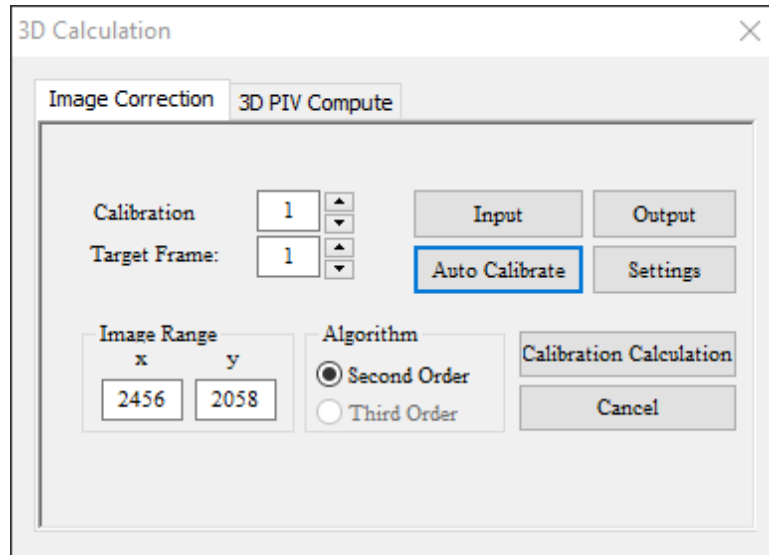 3D Calculation
Image Correction
3D PIV Compute
Calibration
1
Input
Output
Target Frame:
1
Auto Calibrate
Settings
Image Range
x y
2456 2058
Algorithm
Second Order
Third Order
Calibration Calculation
Cancel